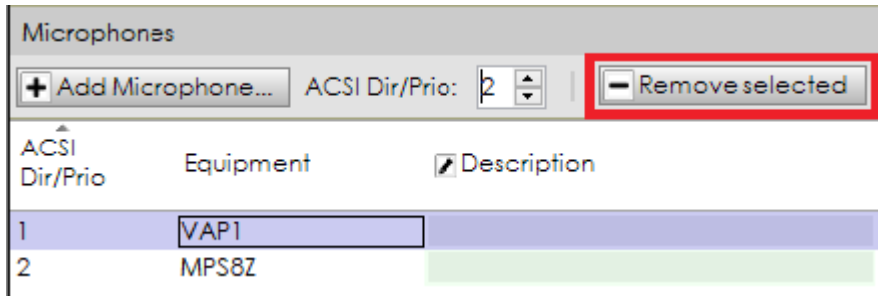 Microphones
Add Microphone... ACSI Dir/Prio: 2 Remove selected
ACSI Dir/Prio Equipment Description
1 VAP1
2 MPS8Z